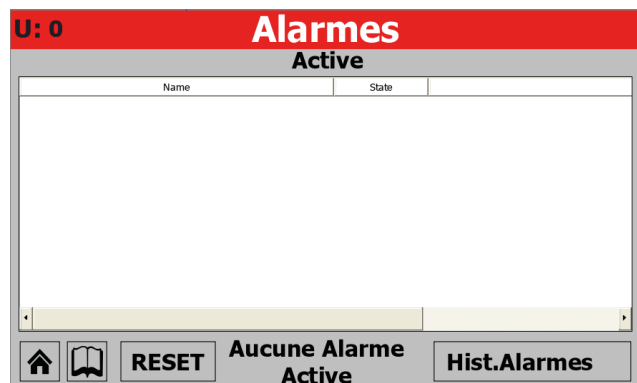 U: 0
Alarmes
Active
Name State
RESET
Aucune Alarme
Active
Hist.Alarmes